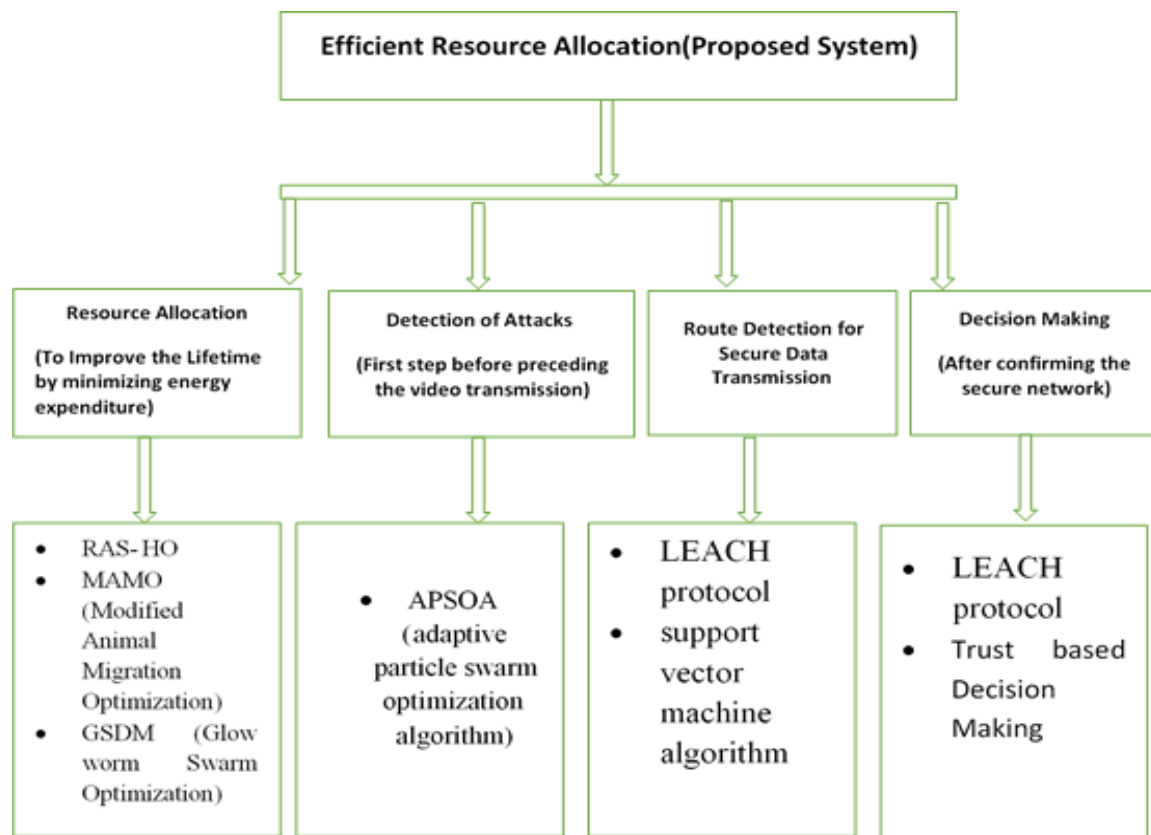 Efficient Resource Allocation(Proposed System)
Resource Allocation
(To Improve the Lifetime
by minimizing energy
expenditure)
Detection of Attacks
(First step before preceding
the video transmission)
Route Detection for
Secure Data
Transmission
Decision Making
(After confirming the
secure network)
• RAS-HO
• MAMO
(Modified
Animal
Migration
Optimization)
• GSDM (Glow
worm Swarm
Optimization)
• APSOA
(adaptive
particle swarm
optimization
algorithm)
• LEACH
protocol
• support
vector
machine
algorithm
• LEACH
protocol
• Trust based
Decision
Making